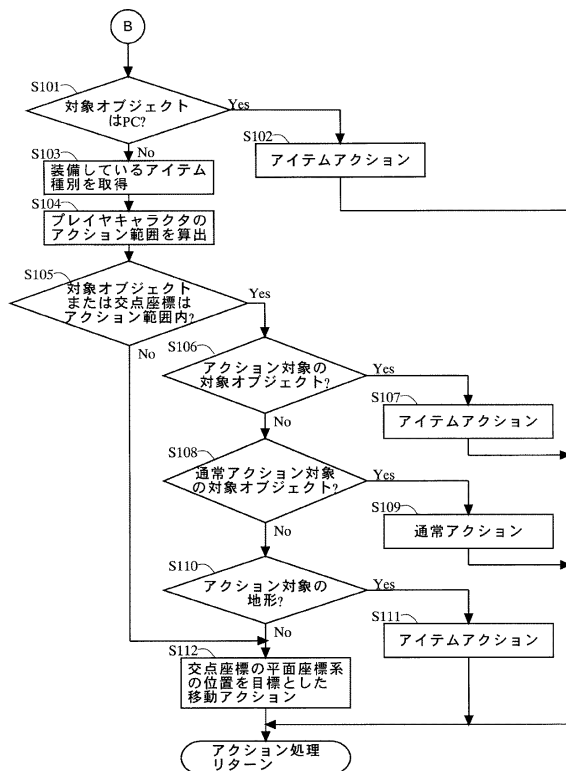 B
S101
対象オブジェクト
はPC?
Yes
No
S102
アイテムアクション
S103
装備しているアイテム
種別を取得
S104
プレイヤキャラクタの
アクション範囲を算出
S105
対象オブジェクト
または交点座標は
アクション範囲内?
Yes
No
S106
アクション対象の
対象オブジェクト?
Yes
No
S107
アイテムアクション
S108
通常アクション対象
の対象オブジェクト?
Yes
No
S109
通常アクション
S110
アクション対象の
地形?
Yes
No
S111
アイテムアクション
S112
交点座標の平面座標系
の位置を目標とした
移動アクション
アクション処理
リターン